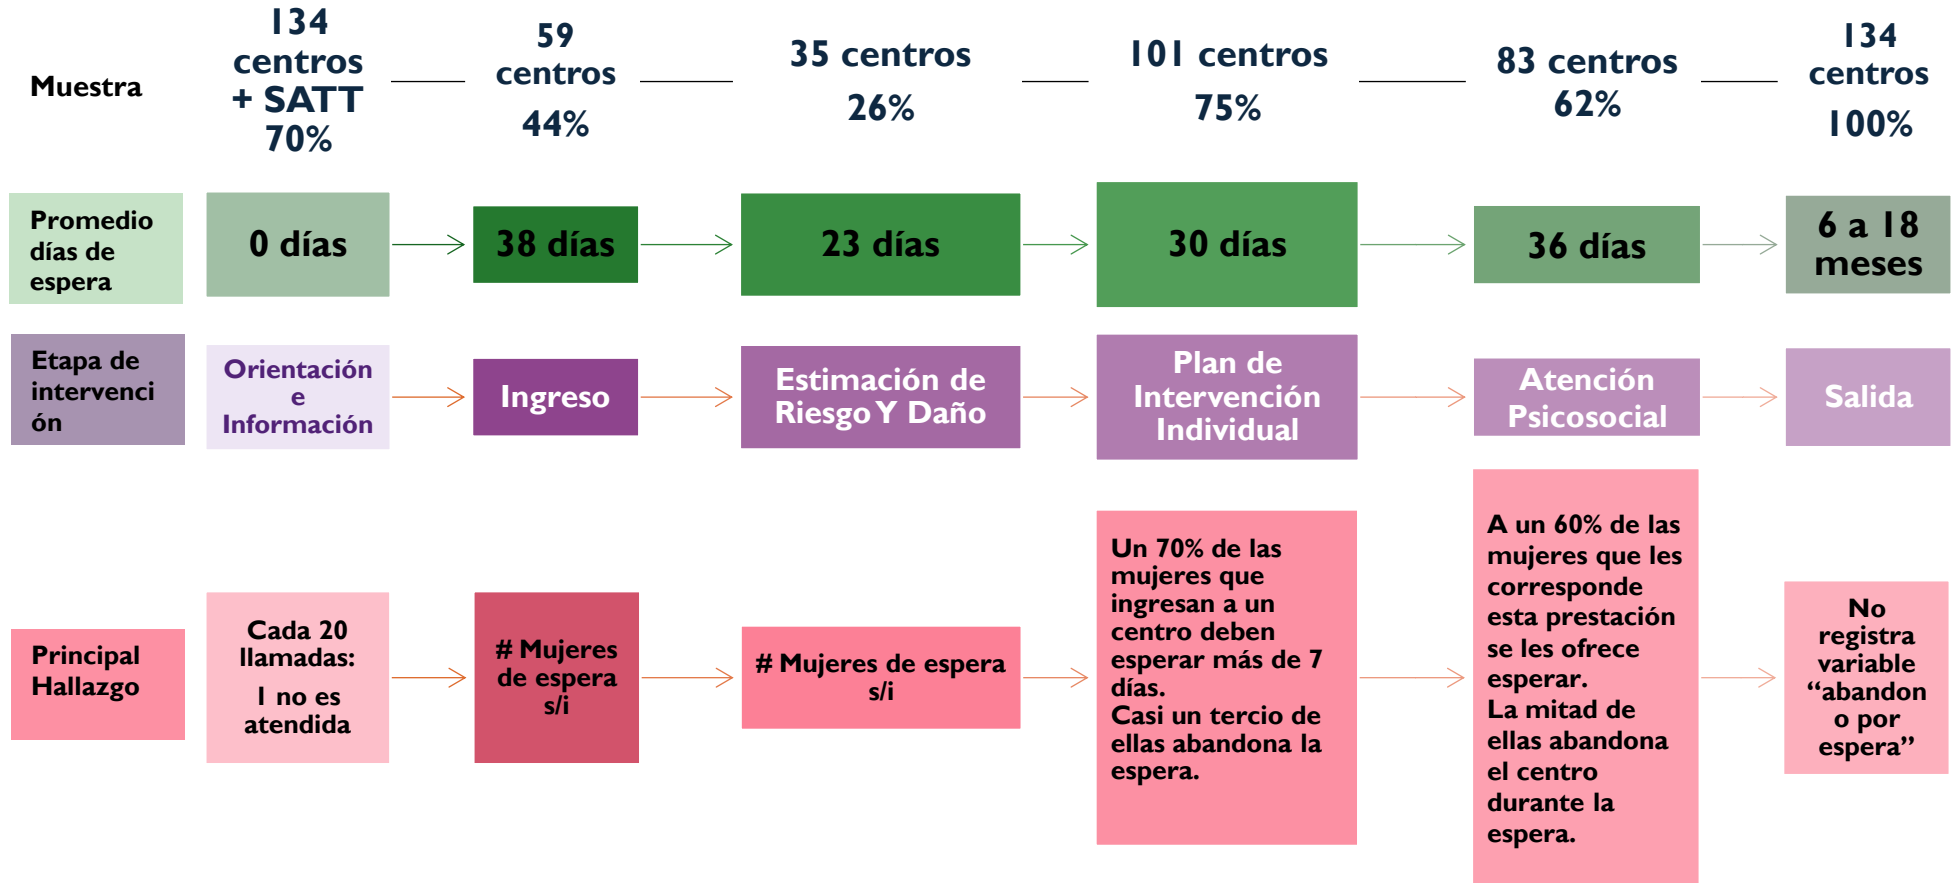 Muestra
134
centros
+ SATT
70%
59
centros
44%
35 centros
26%
101 centros
75%
83 centros
62%
134
centros
100%
Promedio
días de
espera
0 días
38 días
23 días
30 días
36 días
6 a 18
meses
Etapa de
intervenci
ón
Orientación
e
Información
Ingreso
Estimación de
Riesgo Y Daño
Plan de
Intervención
Individual
Atención
Psicosocial
Salida
Principal
Hallazgo
Cada 20
llamadas:
1 no es
atendida
# Mujeres
de espera
s/i
# Mujeres de espera
s/i
Un 70% de las
mujeres que
ingresan a un
centro deben
esperar más de 7
días.
Casi un tercio de
ellas abandona la
espera.
A un 60% de las
mujeres que les
corresponde
esta prestación
se les ofrece
esperar.
La mitad de
ellas abandona
el centro
durante la
espera.
No
registra
variable
“abandon
o por
espera”